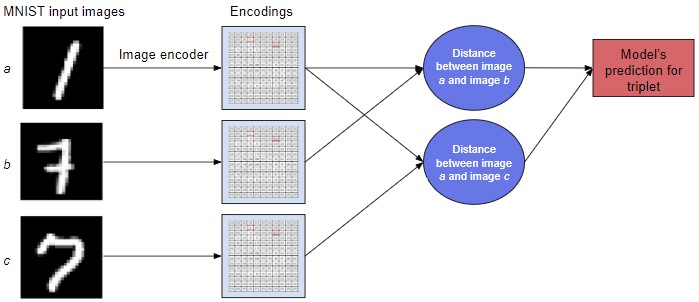 MNIST input images
Encodings
a
Image encoder
Distance
between image
a and image b
Model's
prediction for
triplet
b
Distance
between image
a and image c
c